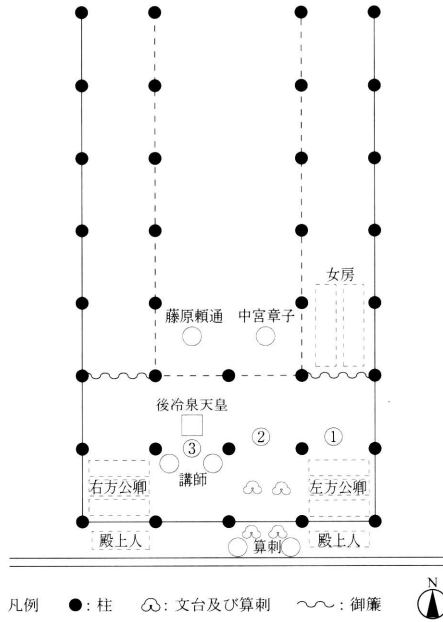 女房
藤原頼通 中宮章子
後冷泉天皇
③ ② ①
右方公卿 講師 左方公卿
殿上人 算刺 殿上人
凡例 ●:柱 :文台及び算刺 :御簾 N